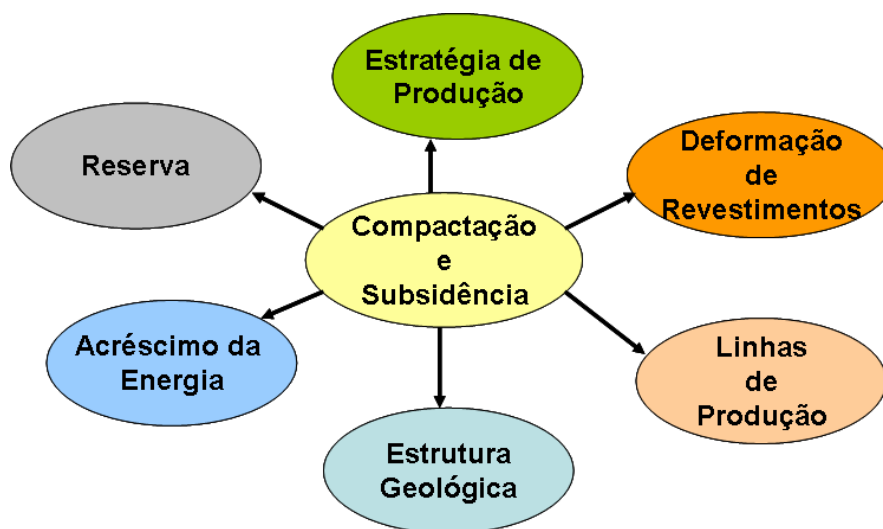 Estratégia de
Produção
Reserva
Deformação
de
Revestimentos
Compactação
e
Subsidência
Acréscimo da
Energia
Linhas
de
Produção
Estrutura
Geológica